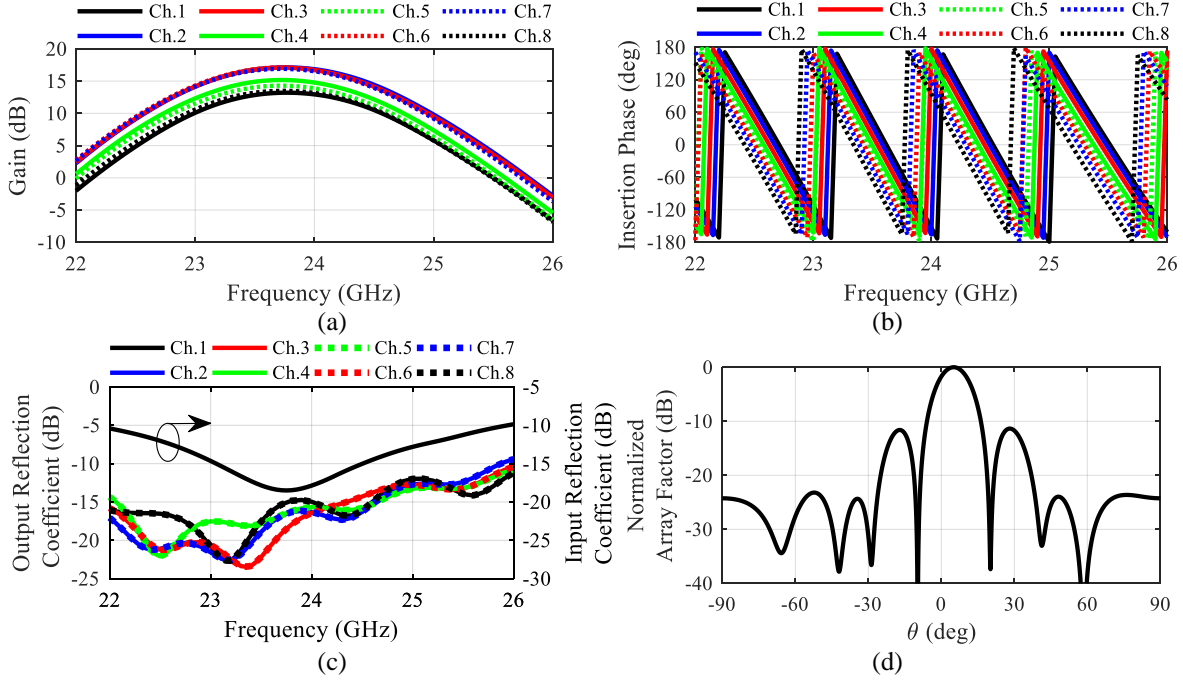 Ch.1 Ch.3 Ch.5 Ch.7
Ch.2 Ch.4 Ch.6 Ch.8
20
15
10
5
0
-5
-10
Gain (dB)
22 23 24 25 26
Frequency (GHz)
(a)
Ch.1 Ch.3 Ch.5 Ch.7
Ch.2 Ch.4 Ch.6 Ch.8
180
120
60
0
-60
-120
-180
Insertion Phase (deg)
22 23 24 25 26
Frequency (GHz)
(b)
Ch.1 Ch.3 Ch.5 Ch.7
Ch.2 Ch.4 Ch.6 Ch.8
0
-5
-10
-15
-20
-25
Output Reflection
Coefficient (dB)
-5
-10
-15
-20
-25
-30
Input Reflection
Coefficient (dB)
22 23 24 25 26
Frequency (GHz)
(c)
0
-10
-20
-30
-40
Normalized
Array Factor (dB)
-90 -60 -30 0 30 60 90
θ (deg)
(d)